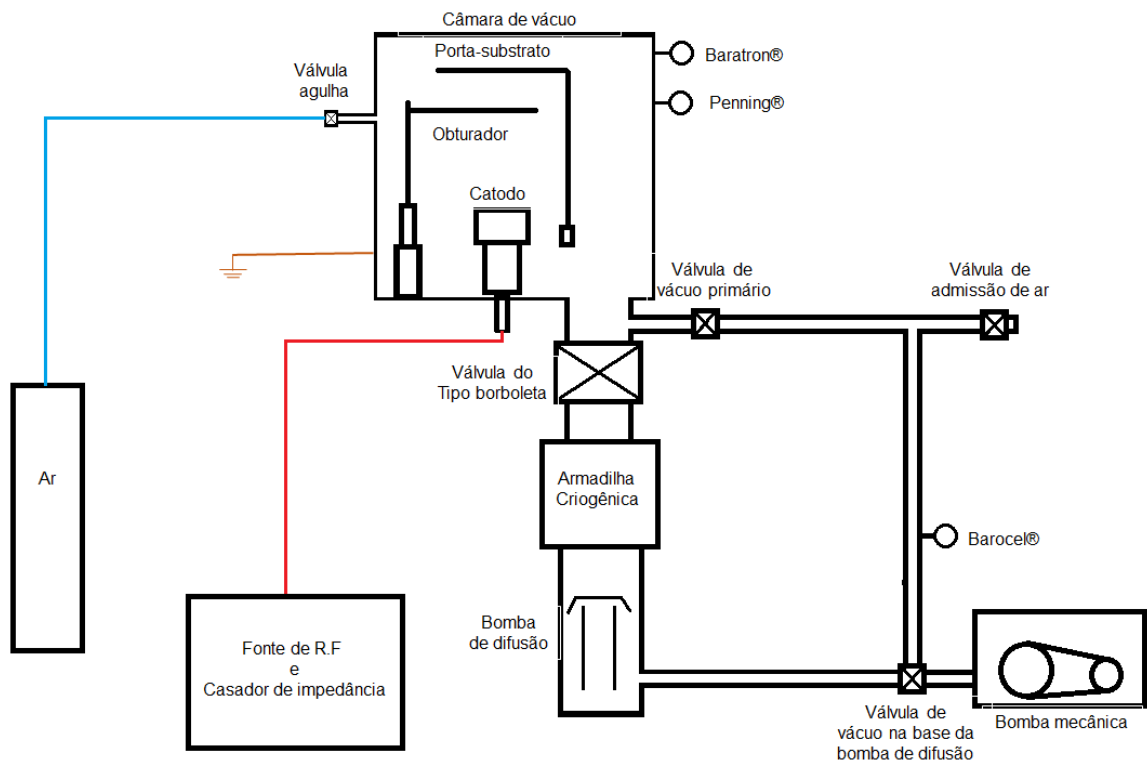 Câmara de vácuo
Porta-substrato
Baratron®
Válvula
agulha
Penning®
Obturador
Catodo
Válvula de
vácuo primário
Válvula de
admissão de ar
Válvula do
Tipo borboleta
Ar
Armadilha
Criogênica
Barocel®
Bomba
de difusão
Fonte de R.F
e
Casador de impedância
Válvula de
vácuo na base da
bomba de difusão
Bomba mecânica